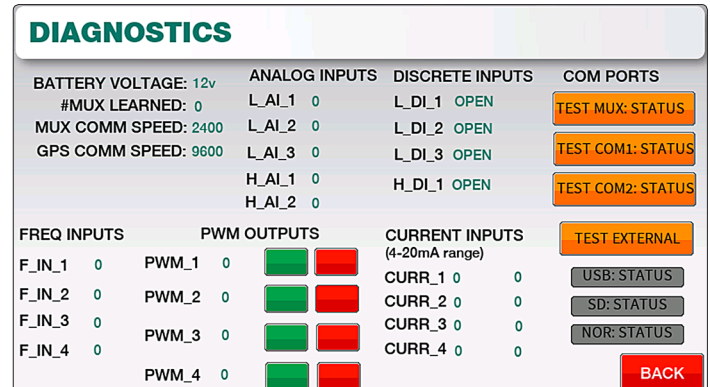 DIAGNOSTICS
BATTERY VOLTAGE: 12v
#MUX LEARNED: 0
MUX COMM SPEED: 2400
GPS COMM SPEED: 9600
ANALOG INPUTS
L_AI_1 0
L_AI_2 0
L_AI_3 0
H_AI_1 0
H_AI_2 0
DISCRETE INPUTS
L_DI_1 OPEN
L_DI_2 OPEN
L_DI_3 OPEN
H_DI_1 OPEN
COM PORTS
TEST MUX: STATUS
TEST COM1: STATUS
TEST COM2: STATUS
FREQ INPUTS
F_IN_1 0
F_IN_2 0
F_IN_3 0
F_IN_4 0
PWM OUTPUTS
PWM_1 0
PWM_2 0
PWM_3 0
PWM_4 0
CURRENT INPUTS
(4-20mA range)
CURR_1 0 0
CURR_2 0 0
CURR_3 0 0
CURR_4 0 0
TEST EXTERNAL
USB: STATUS
SD: STATUS
NOR: STATUS
BACK